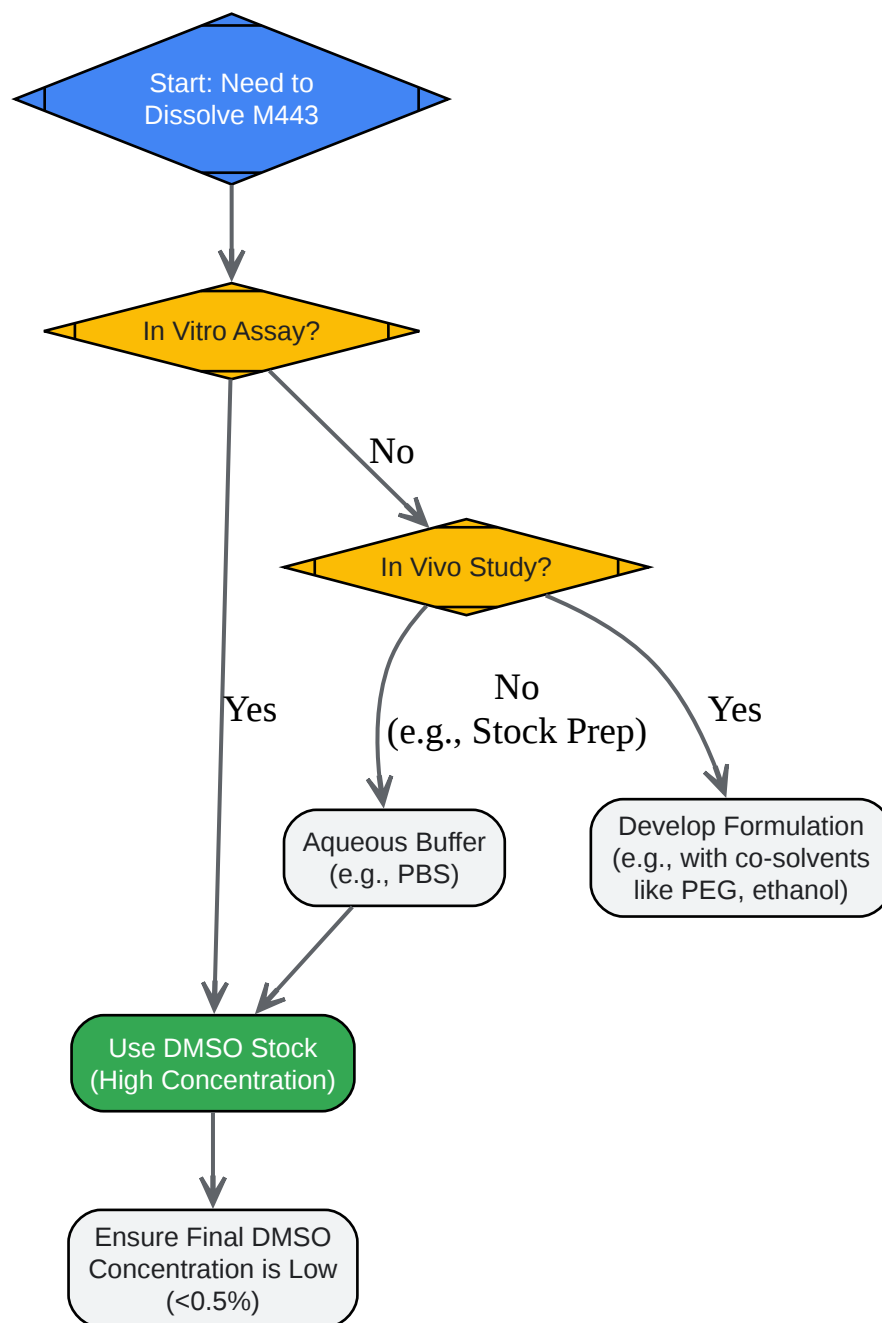 Start: Need to
Dissolve M443
In Vitro Assay?
No
In Vivo Study?
Yes
No
(e.g., Stock Prep)
Yes
Aqueous Buffer
(e.g., PBS)
Develop Formulation
(e.g., with co-solvents
like PEG, ethanol)
Use DMSO Stock
(High Concentration)
Ensure Final DMSO
Concentration is Low
(<0.5%)